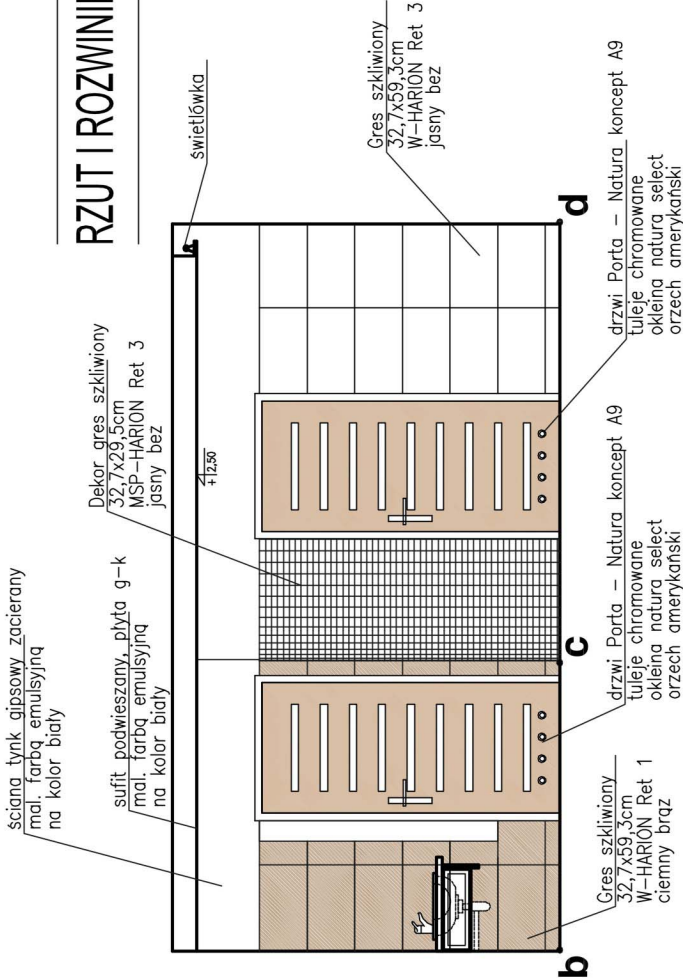 RZUT I ROZWINI
ściana tynk gipsowy zacierany
mal. farbą emulsyjną
na kolor biały
sufit podwieszany, płyta g-k
mal. farbą emulsyjną
na kolor biały
Dekor gres szkliwiony
32,7x29,5cm
MSP-HARION Ret 3
jasny beż
świetlówka
+2,50
Gres szkliwiony
32,7x59,3cm
W-HARION Ret 3
jasny beż
b
c
d
Gres szkliwiony
32,7x59,3cm
W-HARION Ret 1
ciemny brąz
drzwi Porta - Natura koncept A9
tuleje chromowane
okleina natura select
orzech amerykański
drzwi Porta - Natura koncept A9
tuleje chromowane
okleina natura select
orzech amerykański